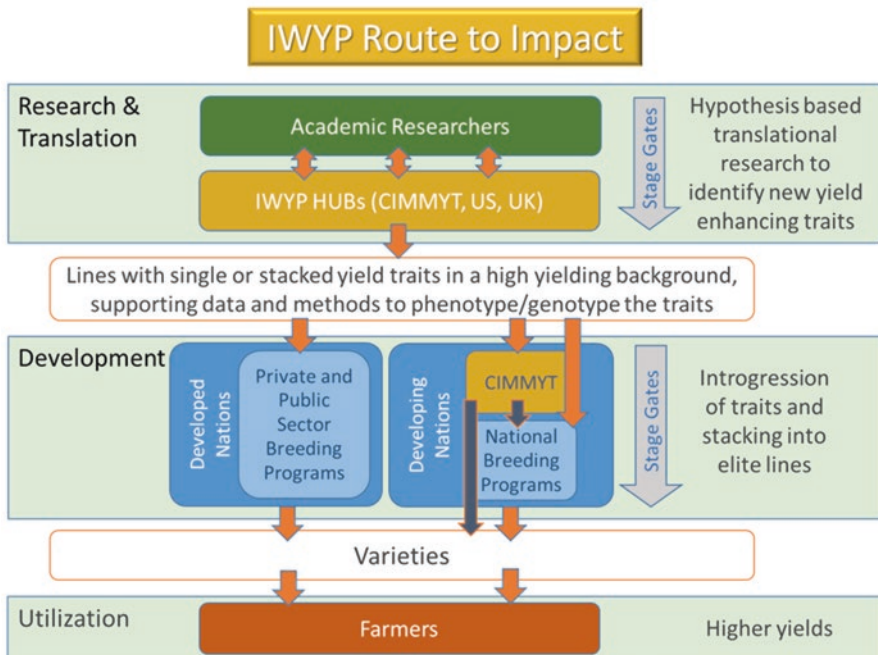 IWYP Route to Impact
Research &
Translation
Academic Researchers
IWYP HUBs (CIMMYT, US, UK)
Stage Gates
Hypothesis based
translational
research to
identify new yield
enhancing traits
Lines with single or stacked yield traits in a high yielding background,
supporting data and methods to phenotype/genotype the traits
Development
Developed
Nations
Private and
Public
Sector
Breeding
Programs
Developing
Nations
CIMMYT
National
Breeding
Programs
Stage Gates
Introgression
of traits and
stacking into
elite lines
Varieties
Utilization
Farmers
Higher yields